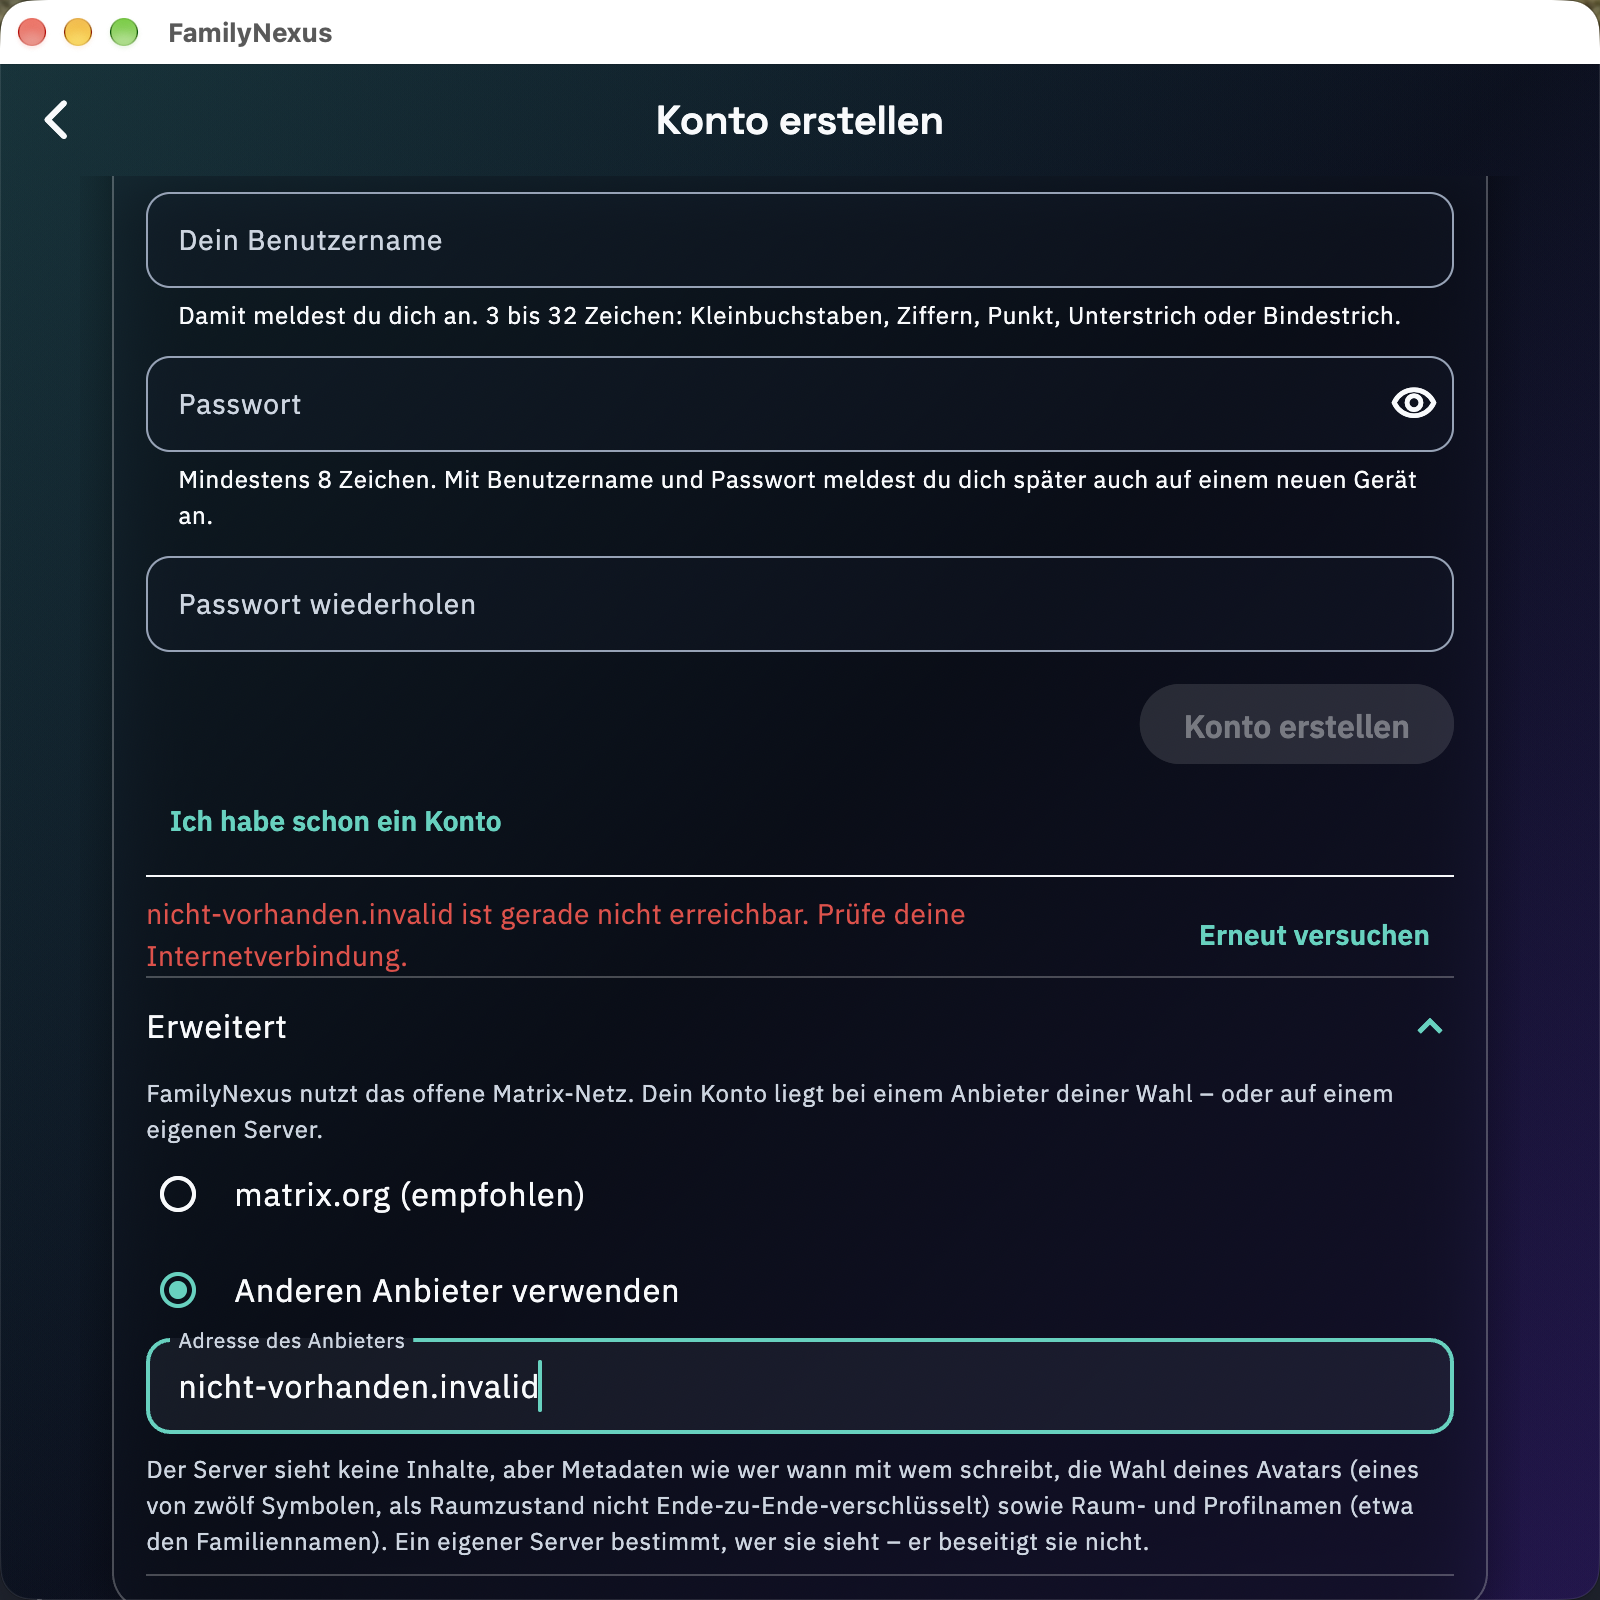 FamilyNexus
Konto erstellen
Dein Benutzername
Damit meldest du dich an. 3 bis 32 Zeichen: Kleinbuchstaben, Ziffern, Punkt, Unterstrich oder Bindestrich.
Passwort
Mindestens 8 Zeichen. Mit Benutzername und Passwort meldest du dich später auch auf einem neuen Gerät
an.
Passwort wiederholen
Konto erstellen
Ich habe schon ein Konto
nicht-vorhanden.invalid ist gerade nicht erreichbar. Prüfe deine
Internetverbindung.
Erneut versuchen
Erweitert
FamilyNexus nutzt das offene Matrix-Netz. Dein Konto liegt bei einem Anbieter deiner Wahl – oder auf einem
eigenen Server.
matrix.org (empfohlen)
Anderen Anbieter verwenden
Adresse des Anbieters
nicht-vorhanden.invalid
Der Server sieht keine Inhalte, aber Metadaten wie wer wann mit wem schreibt, die Wahl deines Avatars (eines
von zwölf Symbolen, als Raumzustand nicht Ende-zu-Ende-verschlüsselt) sowie Raum- und Profilnamen (etwa
den Familiennamen). Ein eigener Server bestimmt, wer sie sieht – er beseitigt sie nicht.